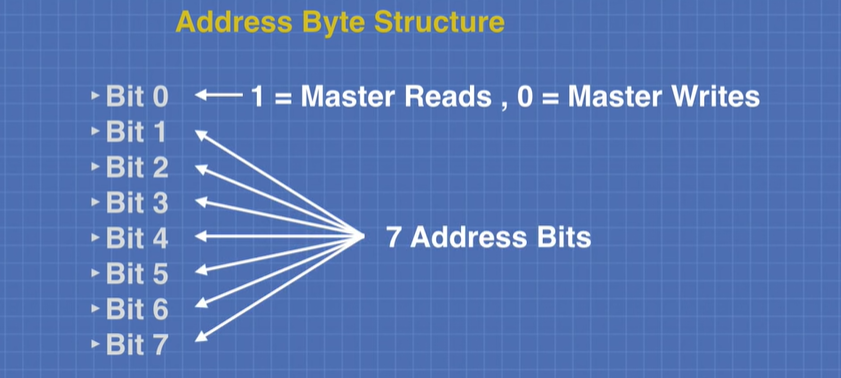 Address Byte Structure
▸ Bit 0 1 = Master Reads , 0 = Master Writes
▸ Bit 1
▸ Bit 2
▸ Bit 3
▸ Bit 4 7 Address Bits
▸ Bit 5
▸ Bit 6
▸ Bit 7